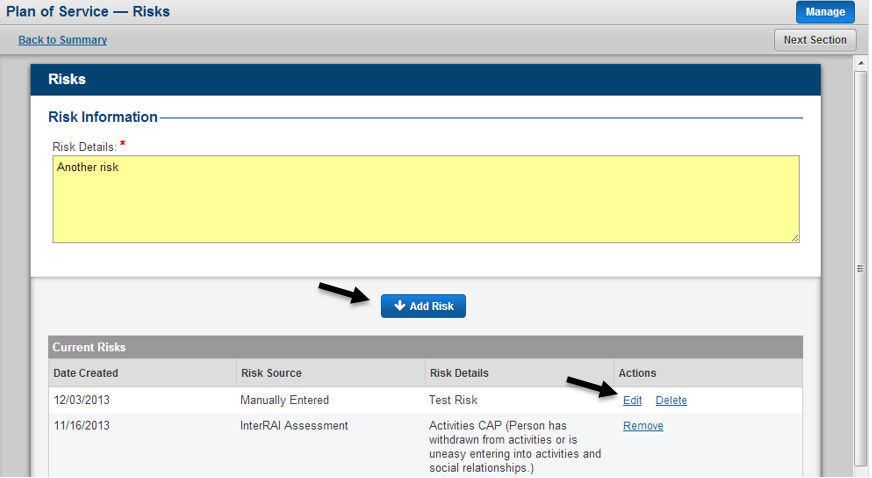 Plan of Service — Risks
Manage
Back to Summary
Next Section
Risks
Risk Information
Risk Details: *
Another risk
Add Risk
Current Risks
Date Created Risk Source Risk Details Actions
12/03/2013 Manually Entered Test Risk Edit Delete
11/16/2013 InterRAI Assessment Activities CAP (Person has Remove
withdrawn from activities or is
uneasy entering into activities and
social relationships.)